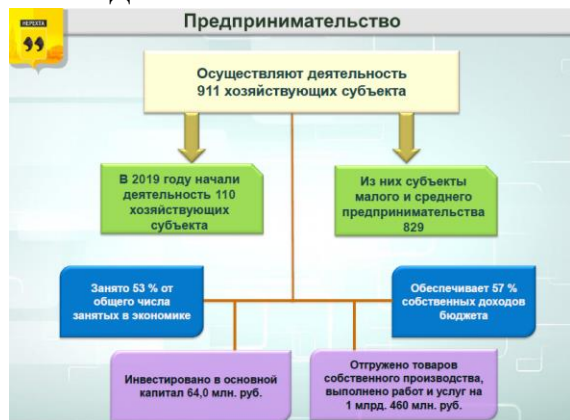 НЕРЕХТА
Предпринимательство
Осуществляют деятельность
911 хозяйствующих субъекта
В 2019 году начали
деятельность 110
хозяйствующих
субъекта
Из них субъекты
малого и среднего
предпринимательства
829
Занято 53 % от
общего числа
занятых в экономике
Обеспечивает 57 %
собственных доходов
бюджета
Инвестировано в основной
капитал 64,0 млн. руб.
Отгружено товаров
собственного производства,
выполнено работ и услуг на
1 млрд. 460 млн. руб.